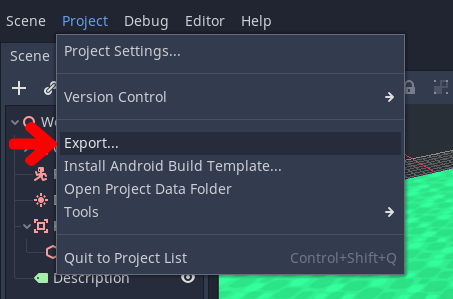 Scene Project Debug Editor Help
Scene
Project Settings...
Version Control
Export...
Install Android Build Template...
Open Project Data Folder
Tools
Quit to Project List Control+Shift+Q
Description